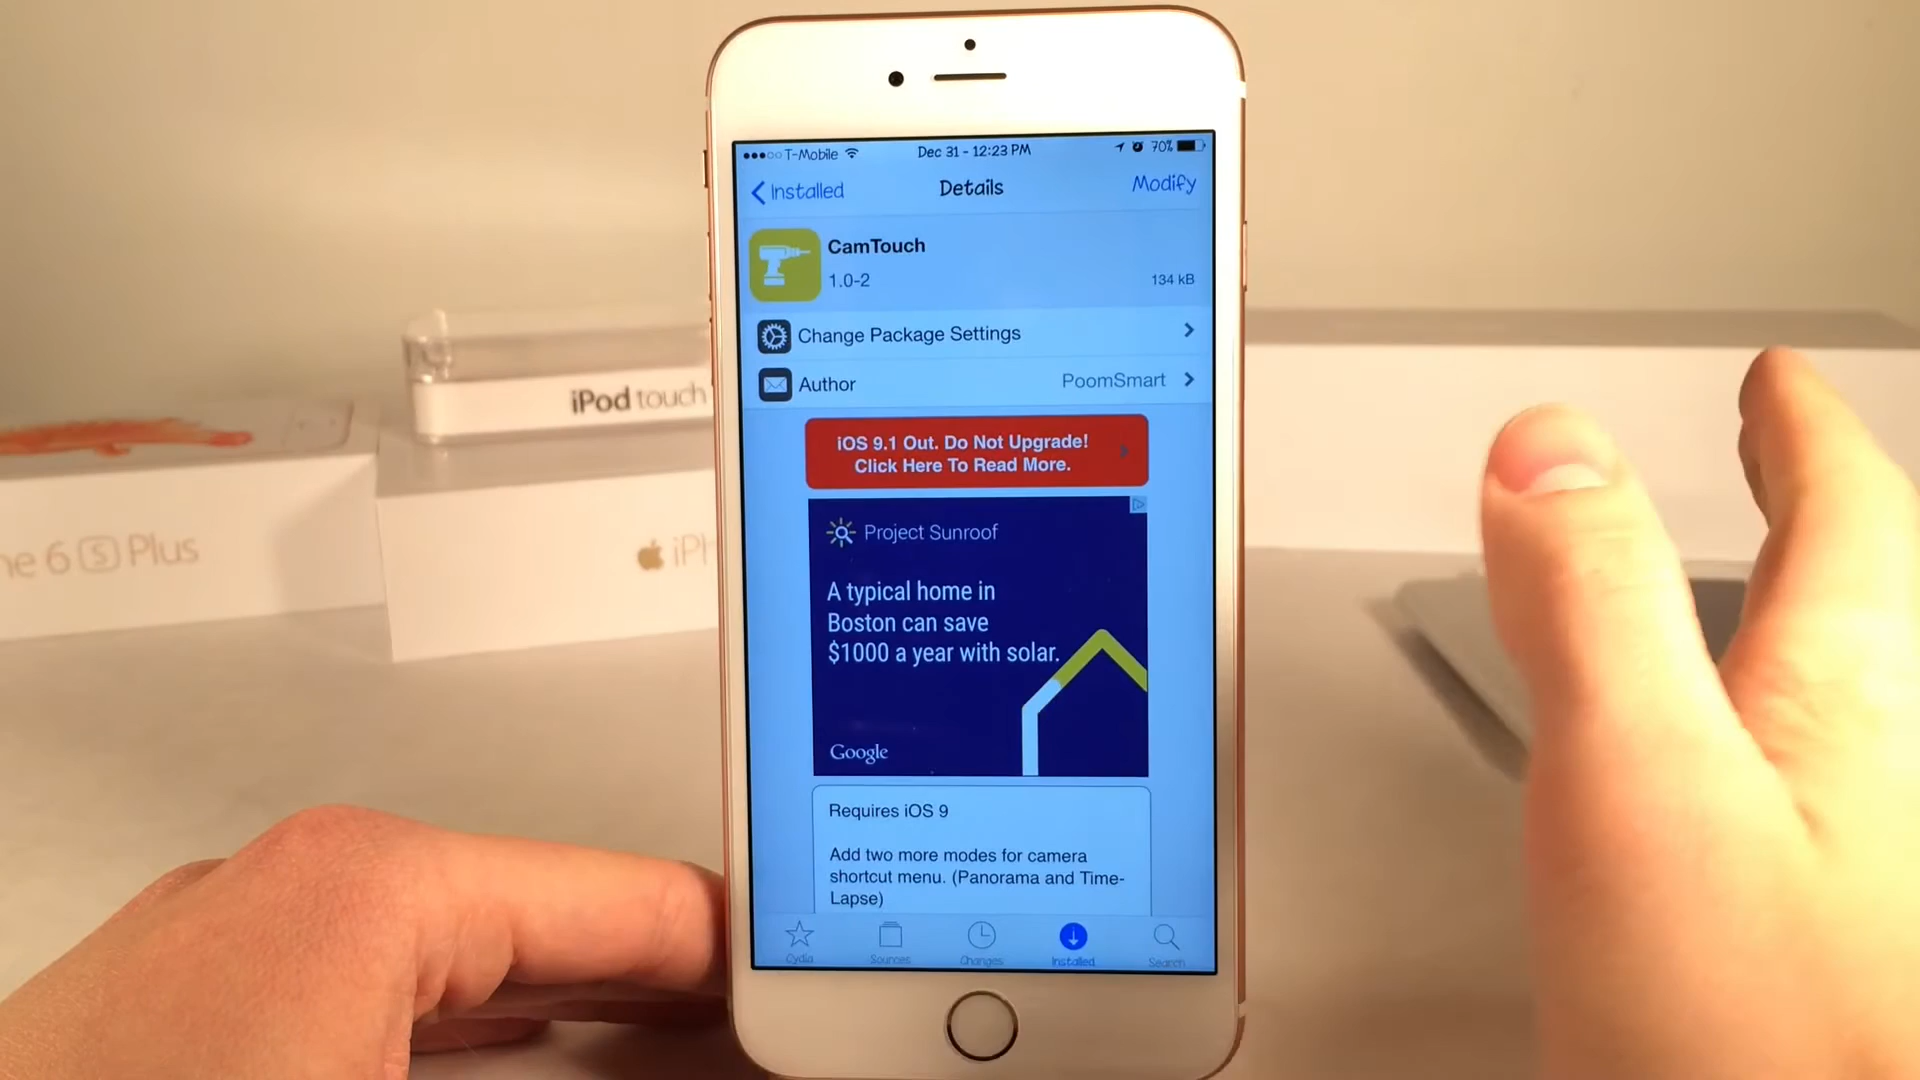 T-Mobile
Dec 31 - 12:23 PM
70%
Installed
Details
Modify
CamTouch
1.0-2
134 kB
Change Package Settings
Author
PoomSmart
iOS 9.1 Out. Do Not Upgrade!
Click Here To Read More.
Project Sunroof
A typical home in
Boston can save
$1000 a year with solar.
Google
Requires iOS 9
Add two more modes for camera
shortcut menu. (Panorama and Time-
Lapse)
Cydia
Sources
Changes
Installed
Search
iPod touch
6 S Plus